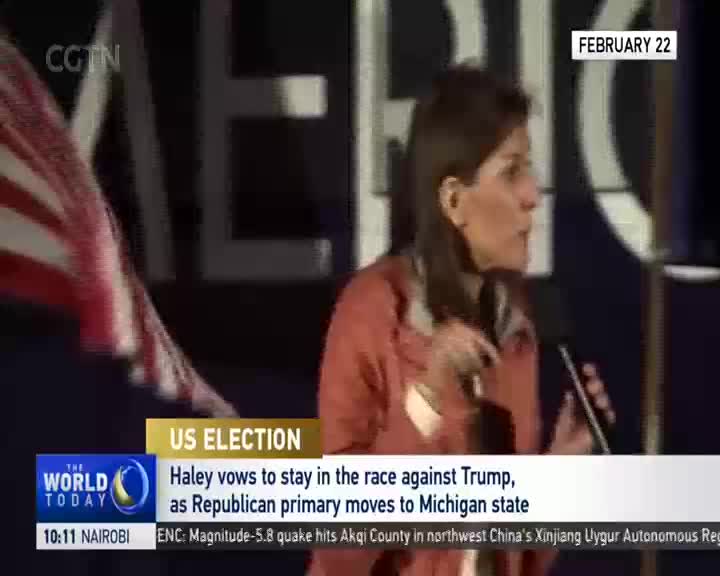 CGTN
FEBRUARY 22
AMERIC
US ELECTION
THE
WORLD
TODAY
Haley vows to stay in the race against Trump,
as Republican primary moves to Michigan state
10:11 NAIROBI
ENC: Magnitude-5.8 quake hits Akqi County in northwest China's Xinjiang Uygur Autonomous Reg